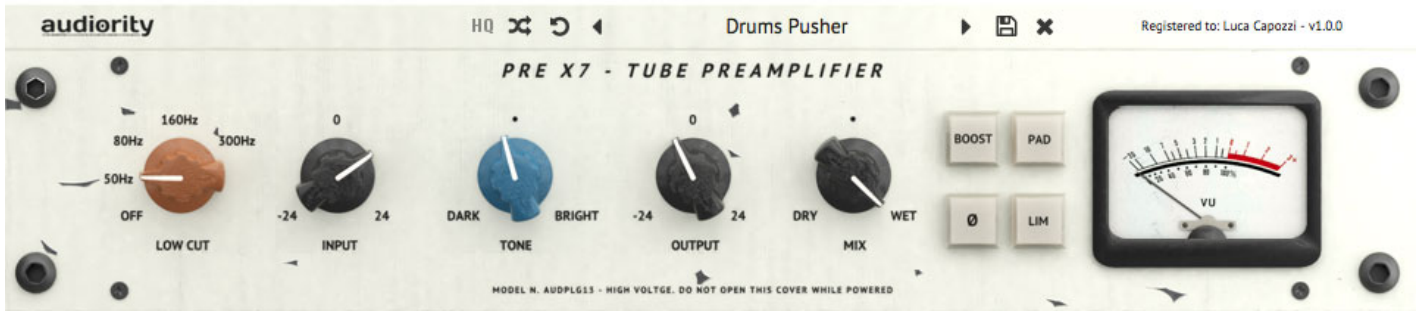 audiority
HQ
Drums Pusher
Registered to: Luca Capozzi - v1.0.0
PRE X7 - TUBE PREAMPLIFIER
160Hz
80Hz
300Hz
50Hz
OFF
LOW CUT
0
-24
24
INPUT
DARK
BRIGHT
TONE
0
-24
24
OUTPUT
DRY
WET
MIX
BOOST
PAD
Ø
LIM
VU
MODEL N. AUDPLG13 - HIGH VOLTGE. DO NOT OPEN THIS COVER WHILE POWERED